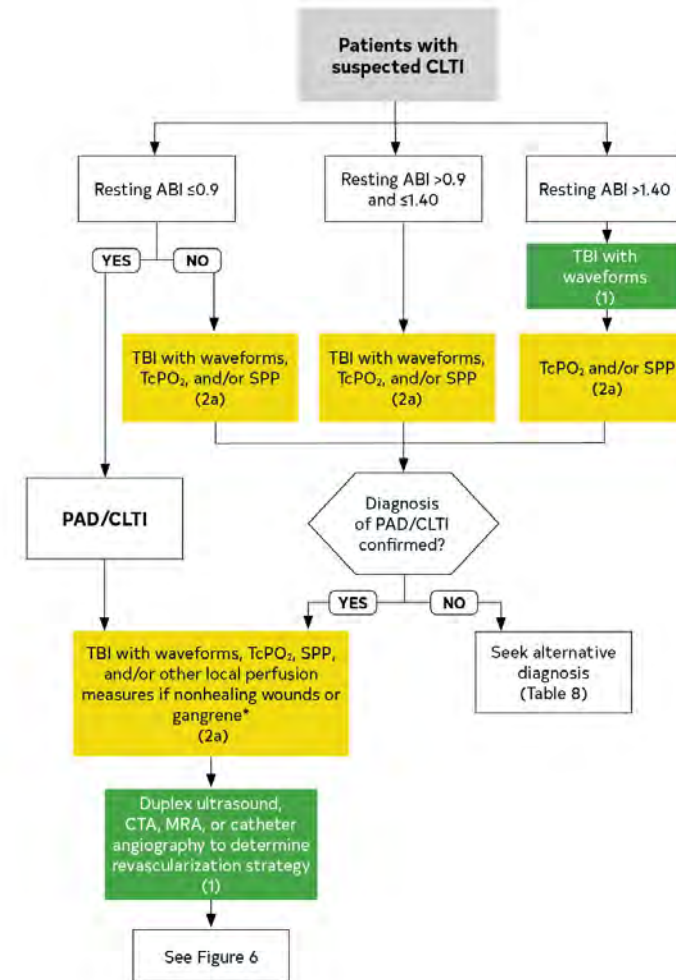 Patients with
suspected CLTI
Resting ABI ≤0.9
Resting ABI >0.9
and ≤1.40
Resting ABI >1.40
YES
NO
TBI with
waveforms
(1)
TBI with waveforms,
TcPO₂, and/or SPP
(2a)
TBI with waveforms,
TcPO₂, and/or SPP
(2a)
TcPO₂ and/or SPP
(2a)
PAD/CLTI
Diagnosis
of PAD/CLTI
confirmed?
YES
NO
TBI with waveforms, TcPO₂, SPP,
and/or other local perfusion
measures if nonhealing wounds or
gangrene*
(2a)
Seek alternative
diagnosis
(Table 8)
Duplex ultrasound,
CTA, MRA, or catheter
angiography to determine
revascularization strategy
(1)
See Figure 6